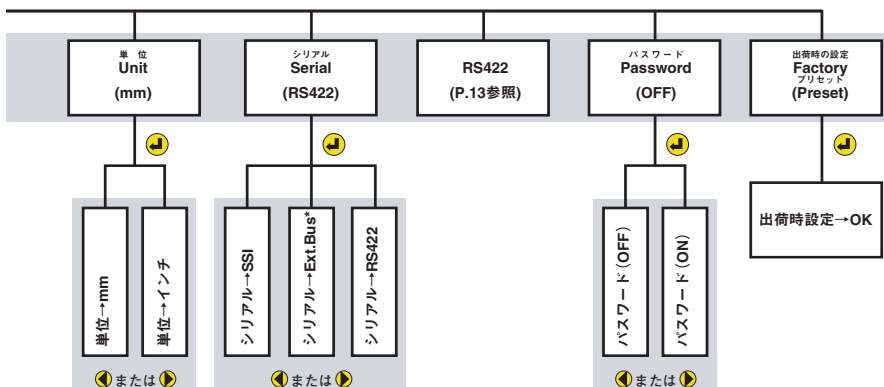 単 位
Unit
(mm)
シリアル
Serial
(RS422)
RS422
(P.13参照)
パスワード
Password
(OFF)
出荷時の設定
Factory
プリセット
(Preset)
単位→mm
単位→インチ
シリアル→SSI
シリアル→Ext.Bus*
シリアル→RS422
パスワード(OFF)
パスワード(ON)
出荷時設定→OK
または
または
または